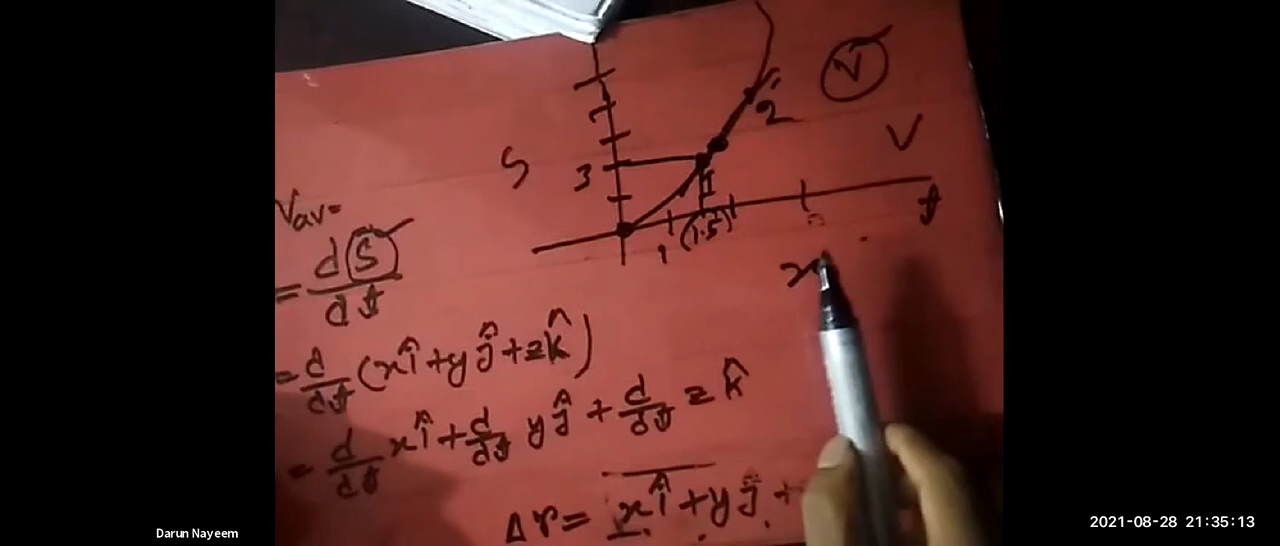 V
2
V
S
3
1
(1.5)
t
Vav=
= d(S)/dt
= d/dt (xî+yĵ+zk̂)
= d/dt xî + d/dt yĵ + d/dt z k̂
Δr = xî+yĵ +
x
Darun Nayeem
2021-08-28 21:35:13